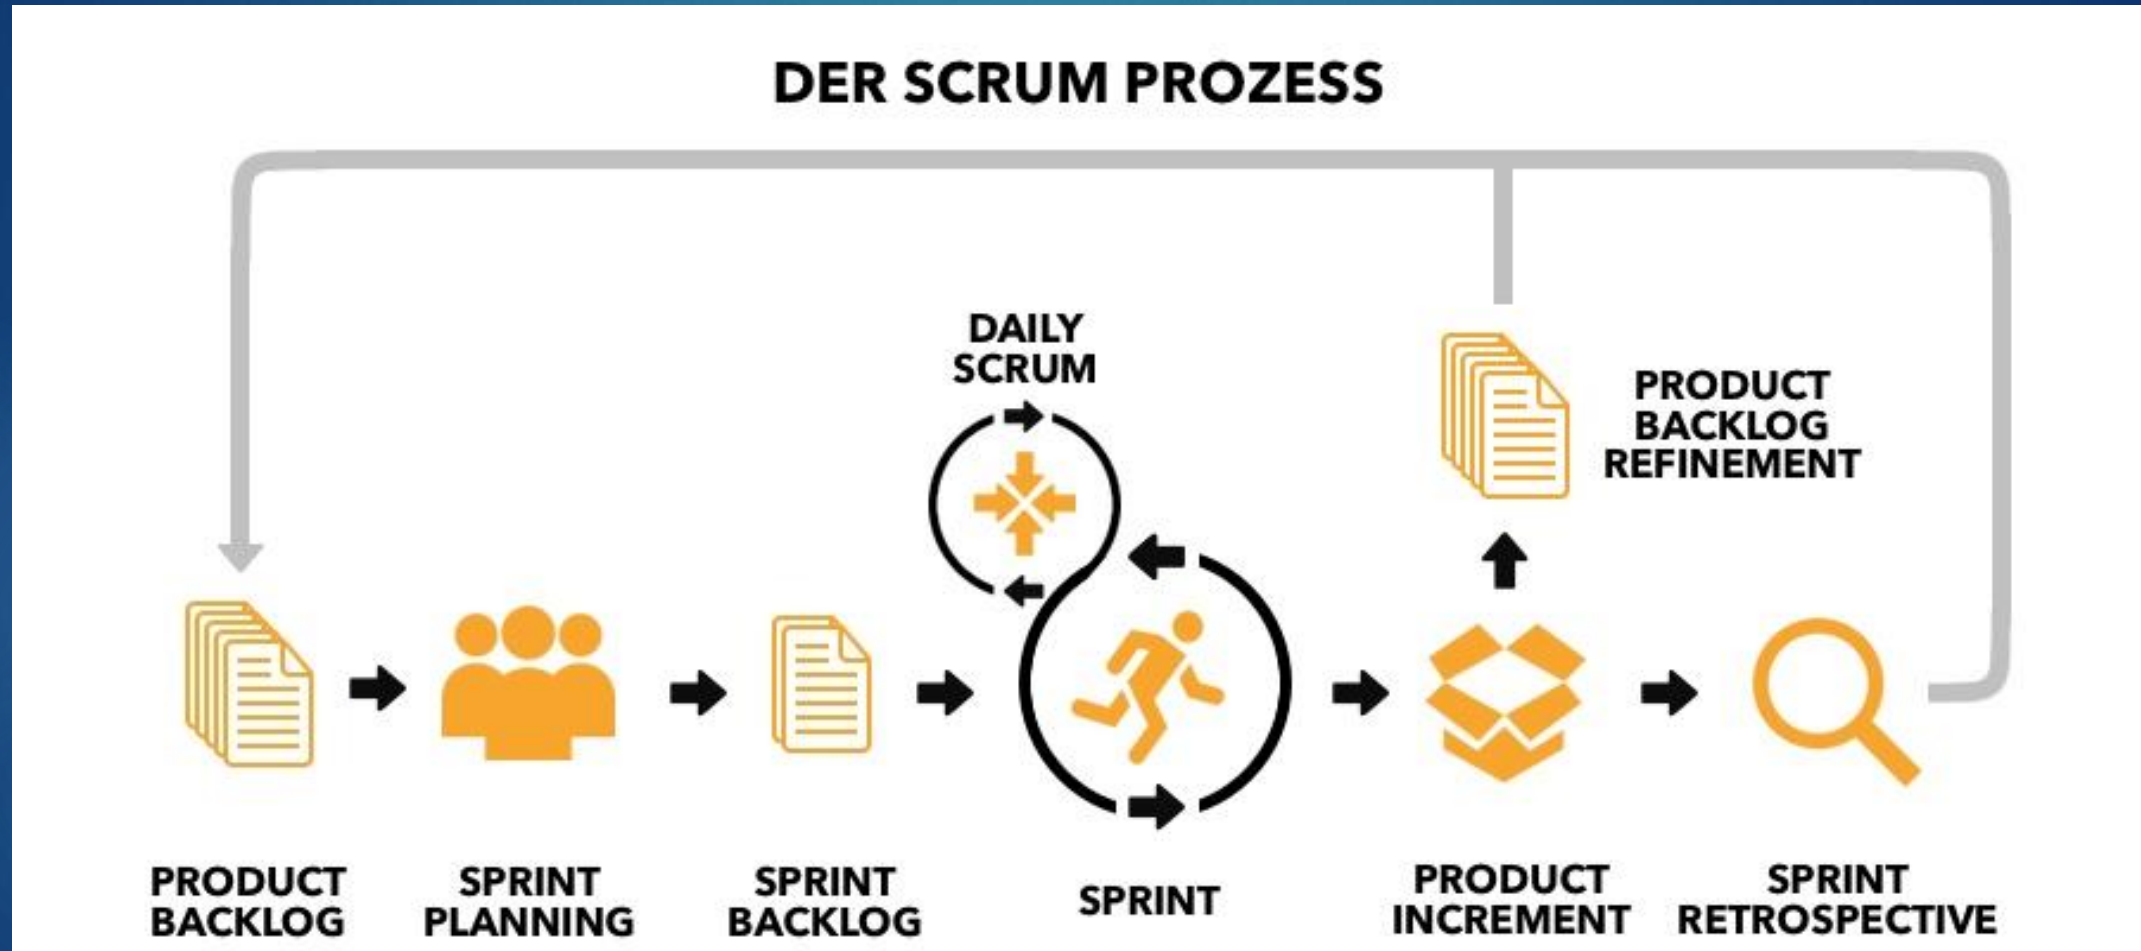 DER SCRUM PROZESS
DAILY
SCRUM
PRODUCT
BACKLOG
REFINEMENT
PRODUCT
BACKLOG
SPRINT
PLANNING
SPRINT
BACKLOG
SPRINT
PRODUCT
INCREMENT
SPRINT
RETROSPECTIVE